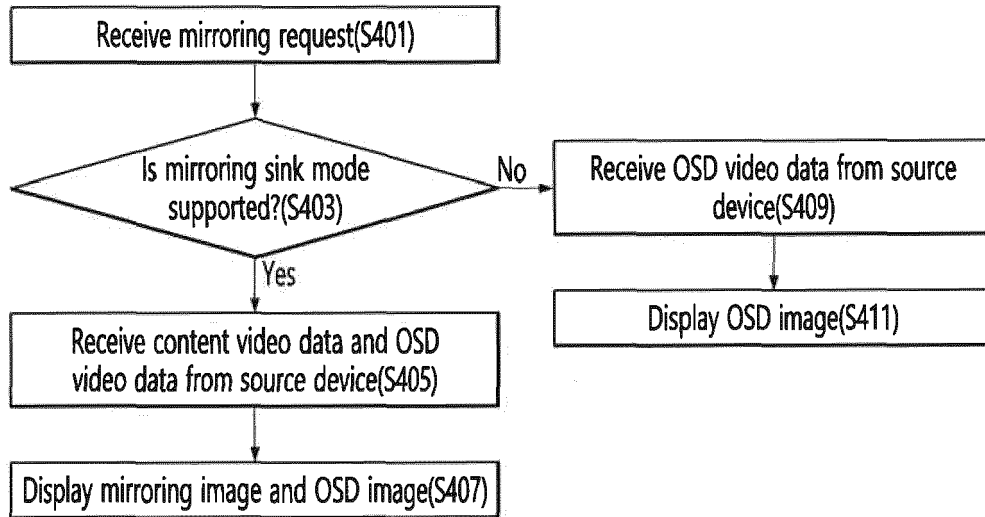 Receive mirroring request(S401)
Is mirroring sink mode
supported?(S403)
No
Receive OSD video data from source
device(S409)
Yes
Display OSD image(S411)
Receive content video data and OSD
video data from source device(S405)
Display mirroring image and OSD image(S407)